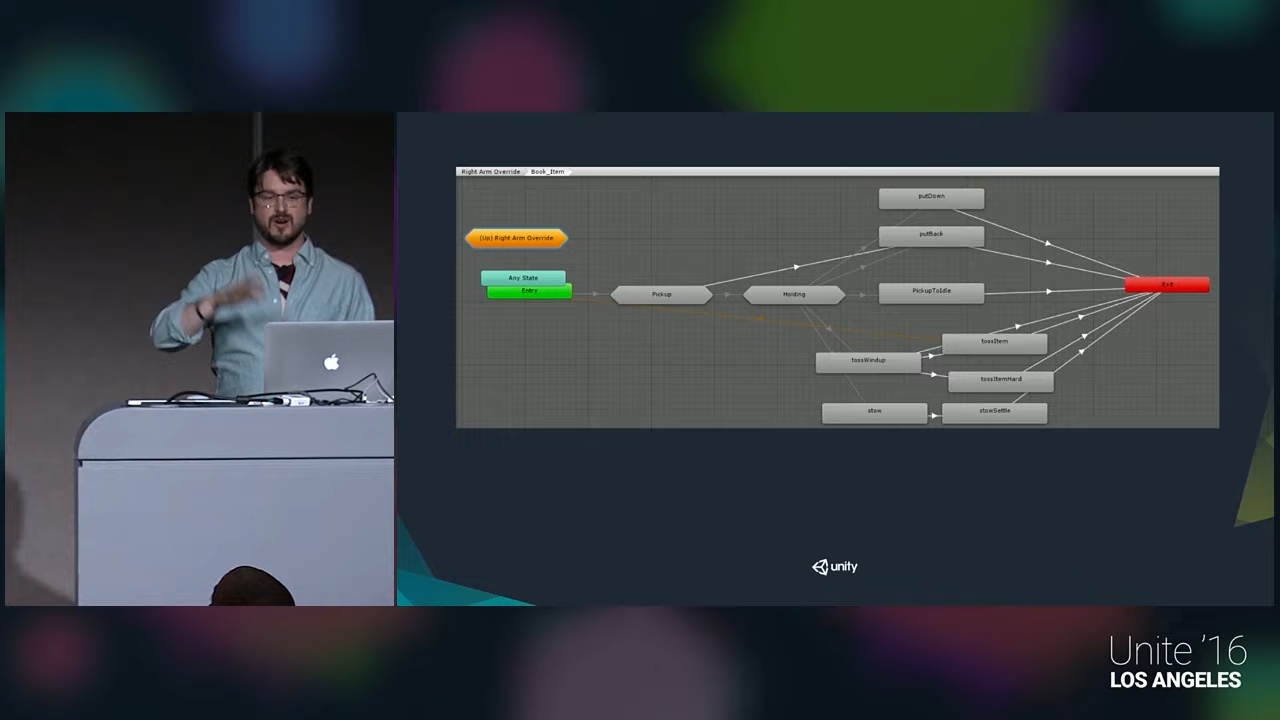 Right Arm Override
Book_Item
putDown
(Up) Right Arm Override
putBack
Any State
Entry
Pickup
Holding
PickupToIdle
Exit
tossItem
tossWindup
tossItemHard
stow
stowSettle
unity
Unite '16
LOS ANGELES